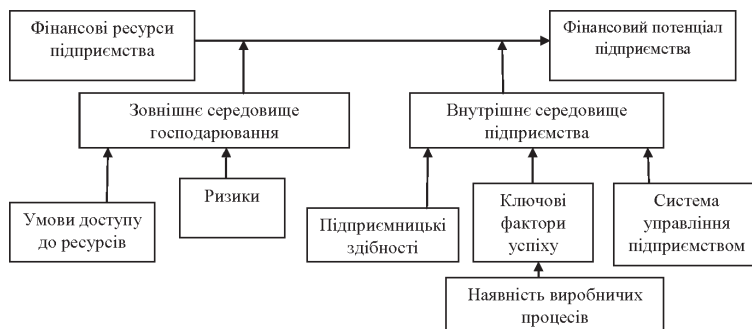 Фінансові ресурси
підприємства
Фінансовий потенціал
підприємства
Зовнішнє середовище
господарювання
Внутрішнє середовище
підприємства
Умови доступу
до ресурсів
Ризики
Підприємницькі
здібності
Ключові
фактори
успіху
Система
управління
підприємством
Наявність виробничих
процесів